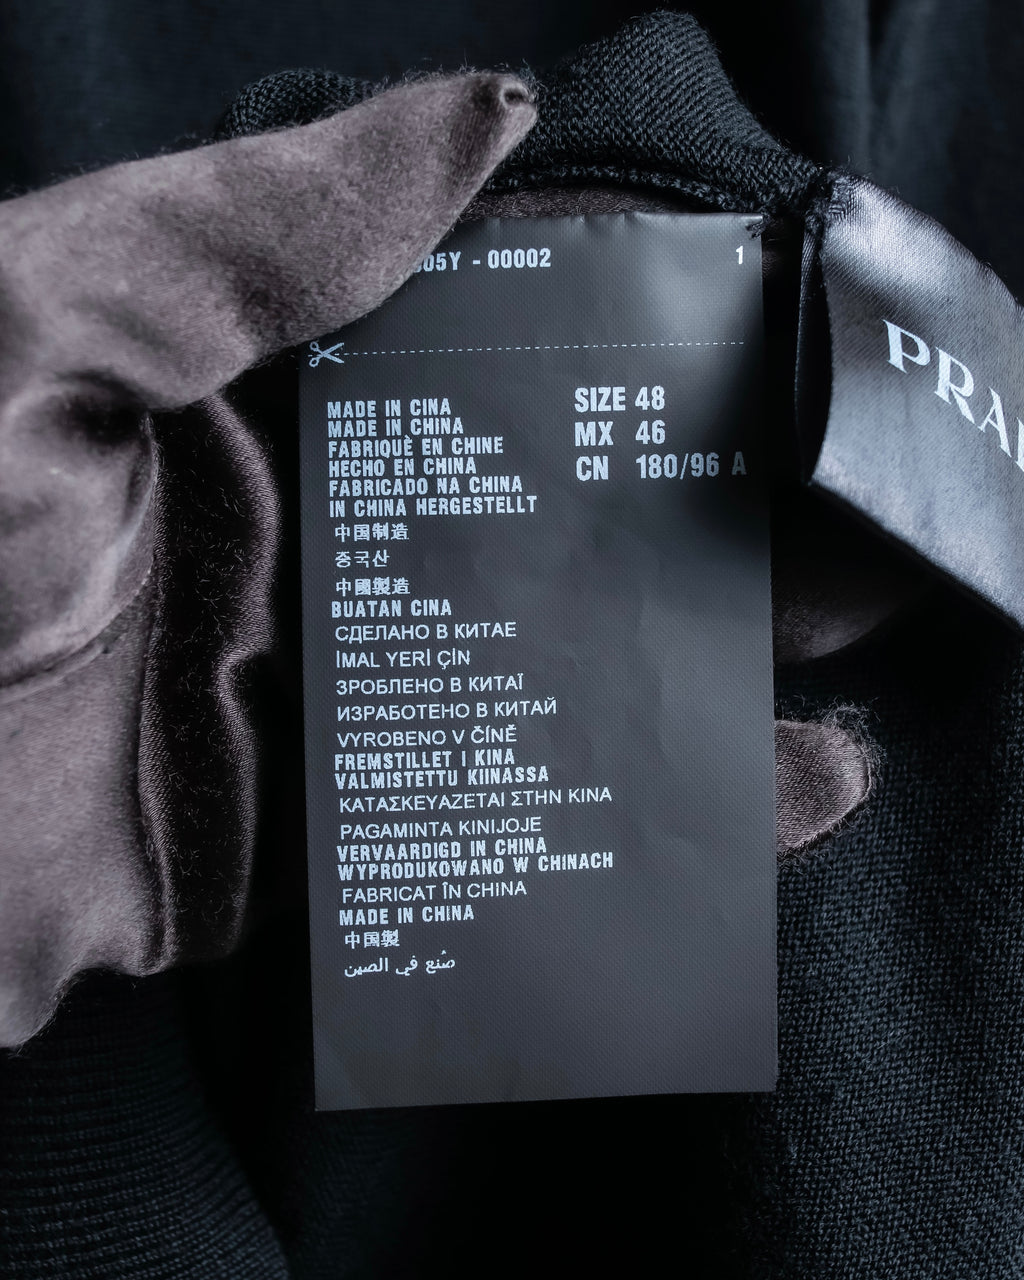 05Y - 00002
1
MADE IN CINA
MADE IN CHINA
FABRIQUÈ EN CHINE
HECHO EN CHINA
FABRICADO NA CHINA
IN CHINA HERGESTELLT
中国制造
중국산
中國製造
BUATAN CINA
СДЕЛАНО В КИТАЕ
İMAL YERİ ÇİN
ЗРОБЛЕНО В КИТАЇ
ИЗРАБОТЕНО В КИТАЙ
VYROBENO V ČÍNĚ
FREMSTILLET I KINA
VALMISTETTU KIINASSA
ΚΑΤΑΣΚΕΥΑΖΕΤΑΙ ΣΤΗΝ ΚΙΝΑ
PAGAMINTA KINIJOJE
VERVAARDIGD IN CHINA
WYPRODUKOWANO W CHINACH
FABRICAT ÎN CHINA
MADE IN CHINA
中国製
صُنع في الصين
SIZE 48
MX 46
CN 180/96 A
PRA